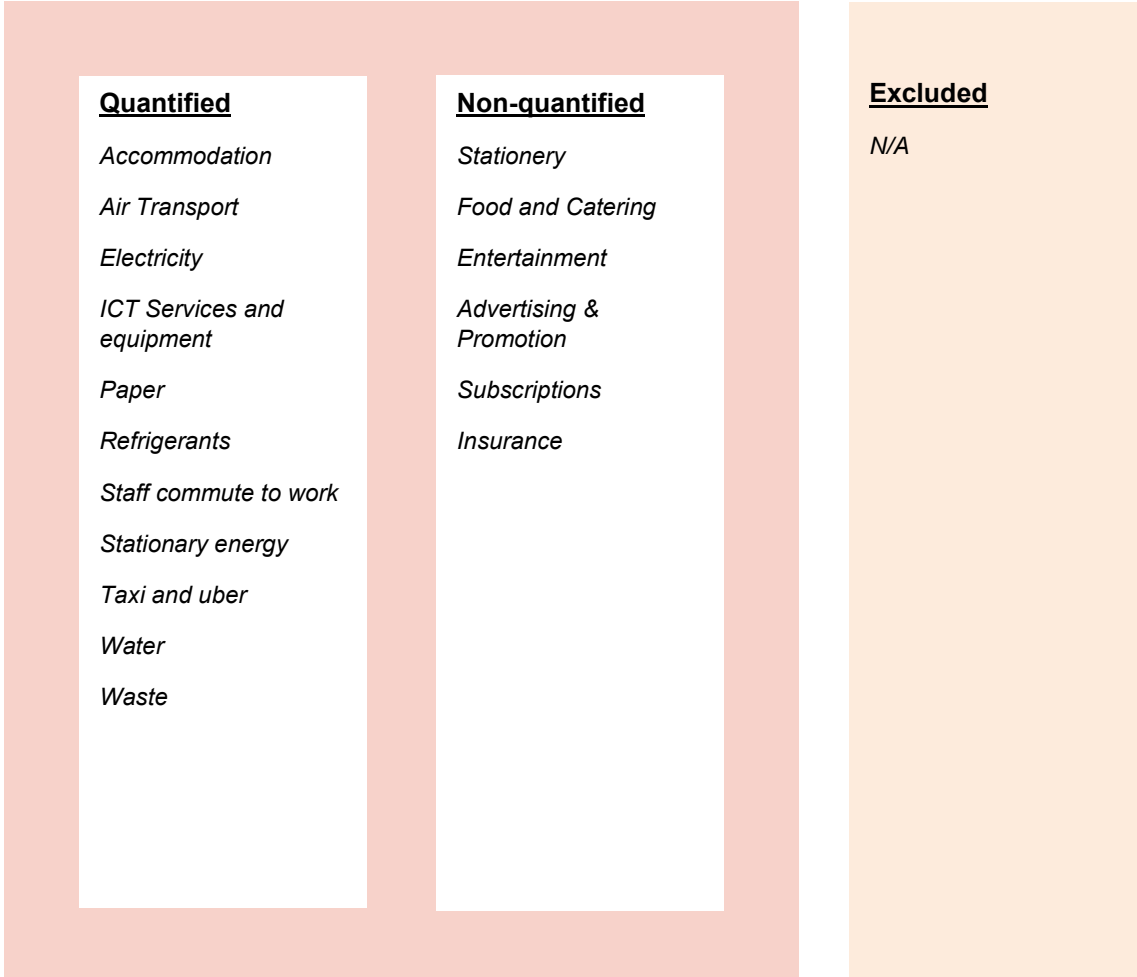 Quantified
Accommodation
Air Transport
Electricity
ICT Services and
equipment
Paper
Refrigerants
Staff commute to work
Stationary energy
Taxi and uber
Water
Waste
Non-quantified
Stationery
Food and Catering
Entertainment
Advertising &
Promotion
Subscriptions
Insurance
Excluded
N/A